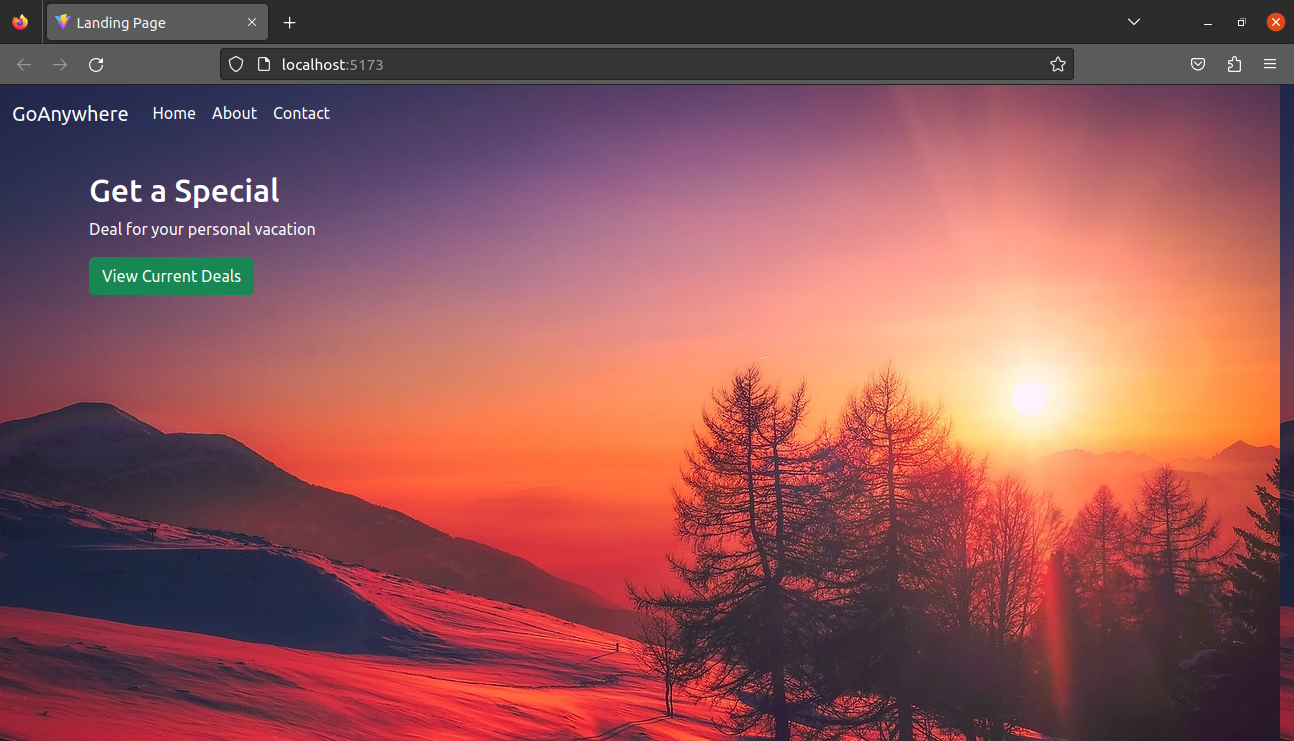 Landing Page
localhost:5173
GoAnywhere Home About Contact
Get a Special
Deal for your personal vacation
View Current Deals